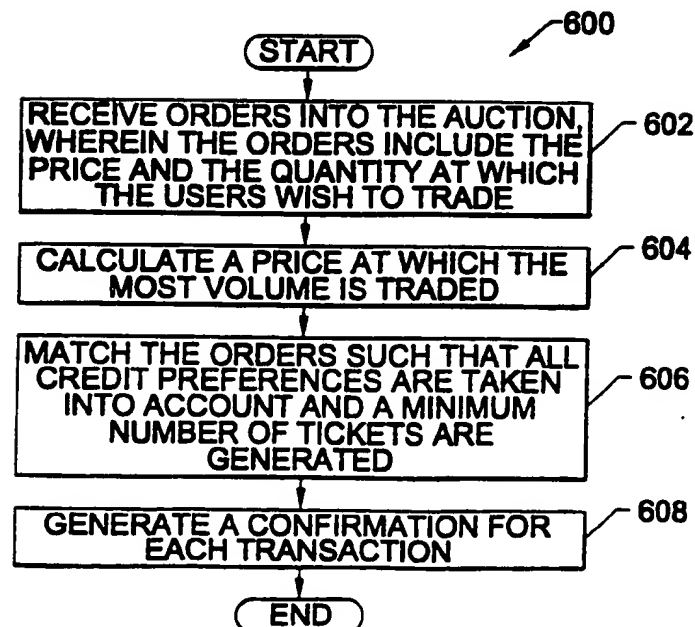 600
START
RECEIVE ORDERS INTO THE AUCTION,
WHEREIN THE ORDERS INCLUDE THE
PRICE AND THE QUANTITY AT WHICH
THE USERS WISH TO TRADE
602
CALCULATE A PRICE AT WHICH THE
MOST VOLUME IS TRADED
604
MATCH THE ORDERS SUCH THAT ALL
CREDIT PREFERENCES ARE TAKEN
INTO ACCOUNT AND A MINIMUM
NUMBER OF TICKETS ARE
GENERATED
606
GENERATE A CONFIRMATION FOR
EACH TRANSACTION
608
END